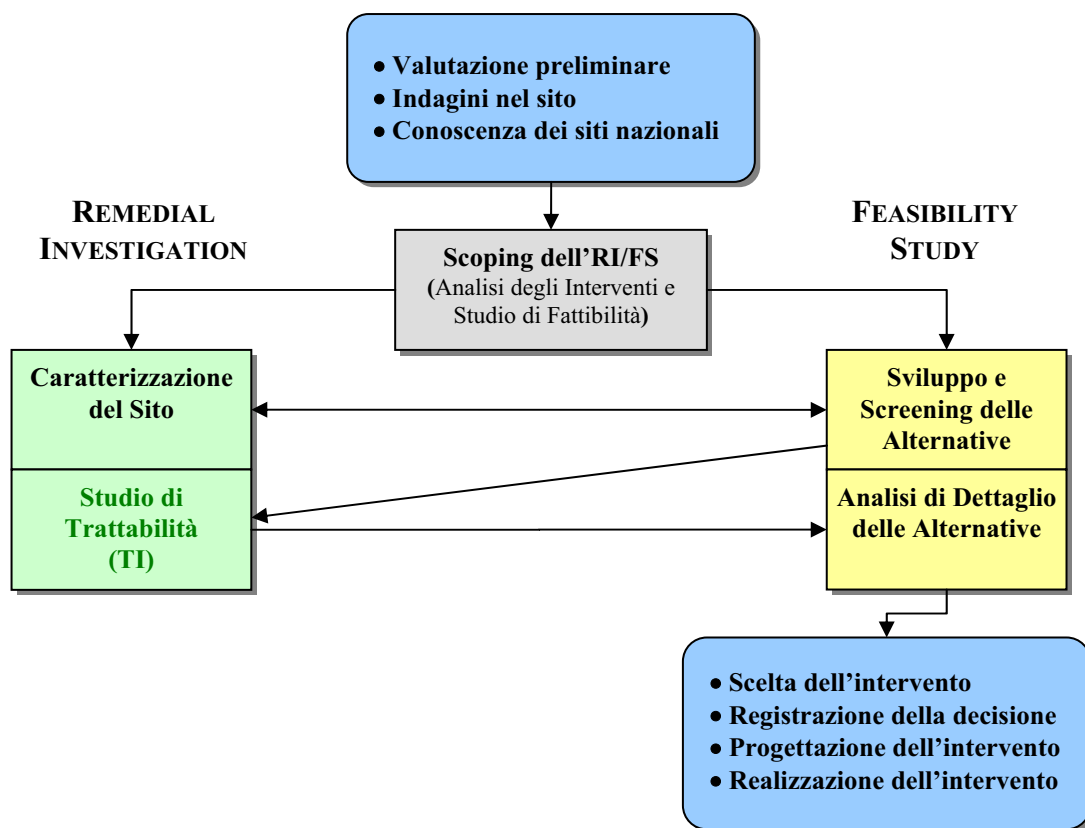 • Valutazione preliminare
• Indagini nel sito
• Conoscenza dei siti nazionali
REMEDIAL
INVESTIGATION
FEASIBILITY
STUDY
Scoping dell’RI/FS
(Analisi degli Interventi e
Studio di Fattibilità)
Caratterizzazione
del Sito
Sviluppo e
Screening delle
Alternative
Studio di
Trattabilità
(TI)
Analisi di Dettaglio
delle Alternative
• Scelta dell’intervento
• Registrazione della decisione
• Progettazione dell’intervento
• Realizzazione dell’intervento